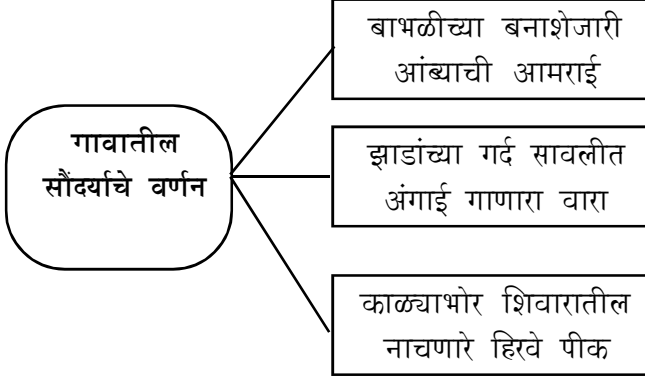 बाभळीच्या बनाशेजारी
आंब्याची आमराई
गावातील
सौंदर्याचे वर्णन
झाडांच्या गर्द सावलीत
अंगाई गाणारा वारा
काळ्याभोर शिवारातील
नाचणारे हिरवे पीक